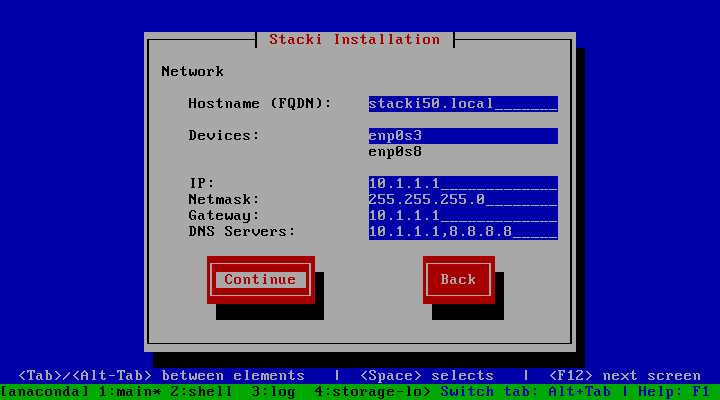 Stacki Installation
Network
Hostname (FQDN): stacki50.local_______
Devices: enp0s3
enp0s8
IP: 10.1.1.1_____________
Netmask: 255.255.255.0________
Gateway: 10.1.1.1_____________
DNS Servers: 10.1.1.1,8.8.8.8_____
Continue Back
<Tab>/<Alt-Tab> between elements | <Space> selects | <F12> next screen
[anaconda] 1:main* 2:shell 3:log 4:storage-lo> Switch tab: Alt+Tab | Help: F1